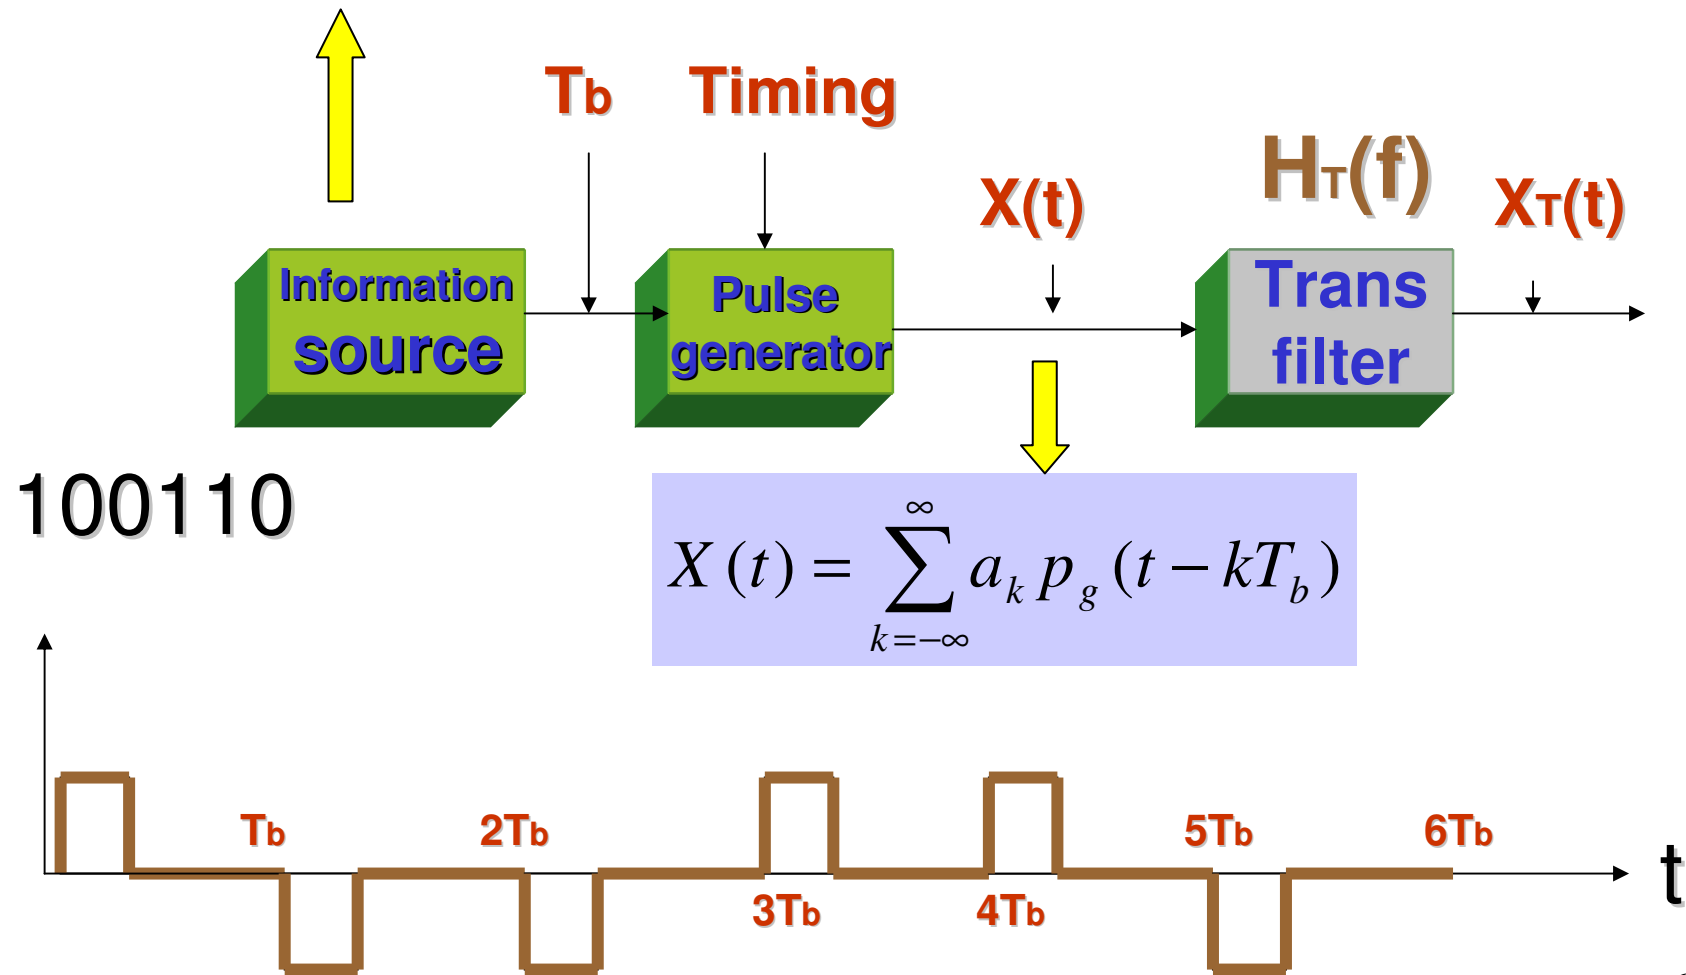 Tb Timing
HT(f)
X(t) XT(t)
Information source
Pulse generator
Trans filter
100110
X(t) = ∑_{k=-∞}^{∞} a_k p_g (t − kT_b)
Tb 2Tb 5Tb 6Tb
t
3Tb 4Tb